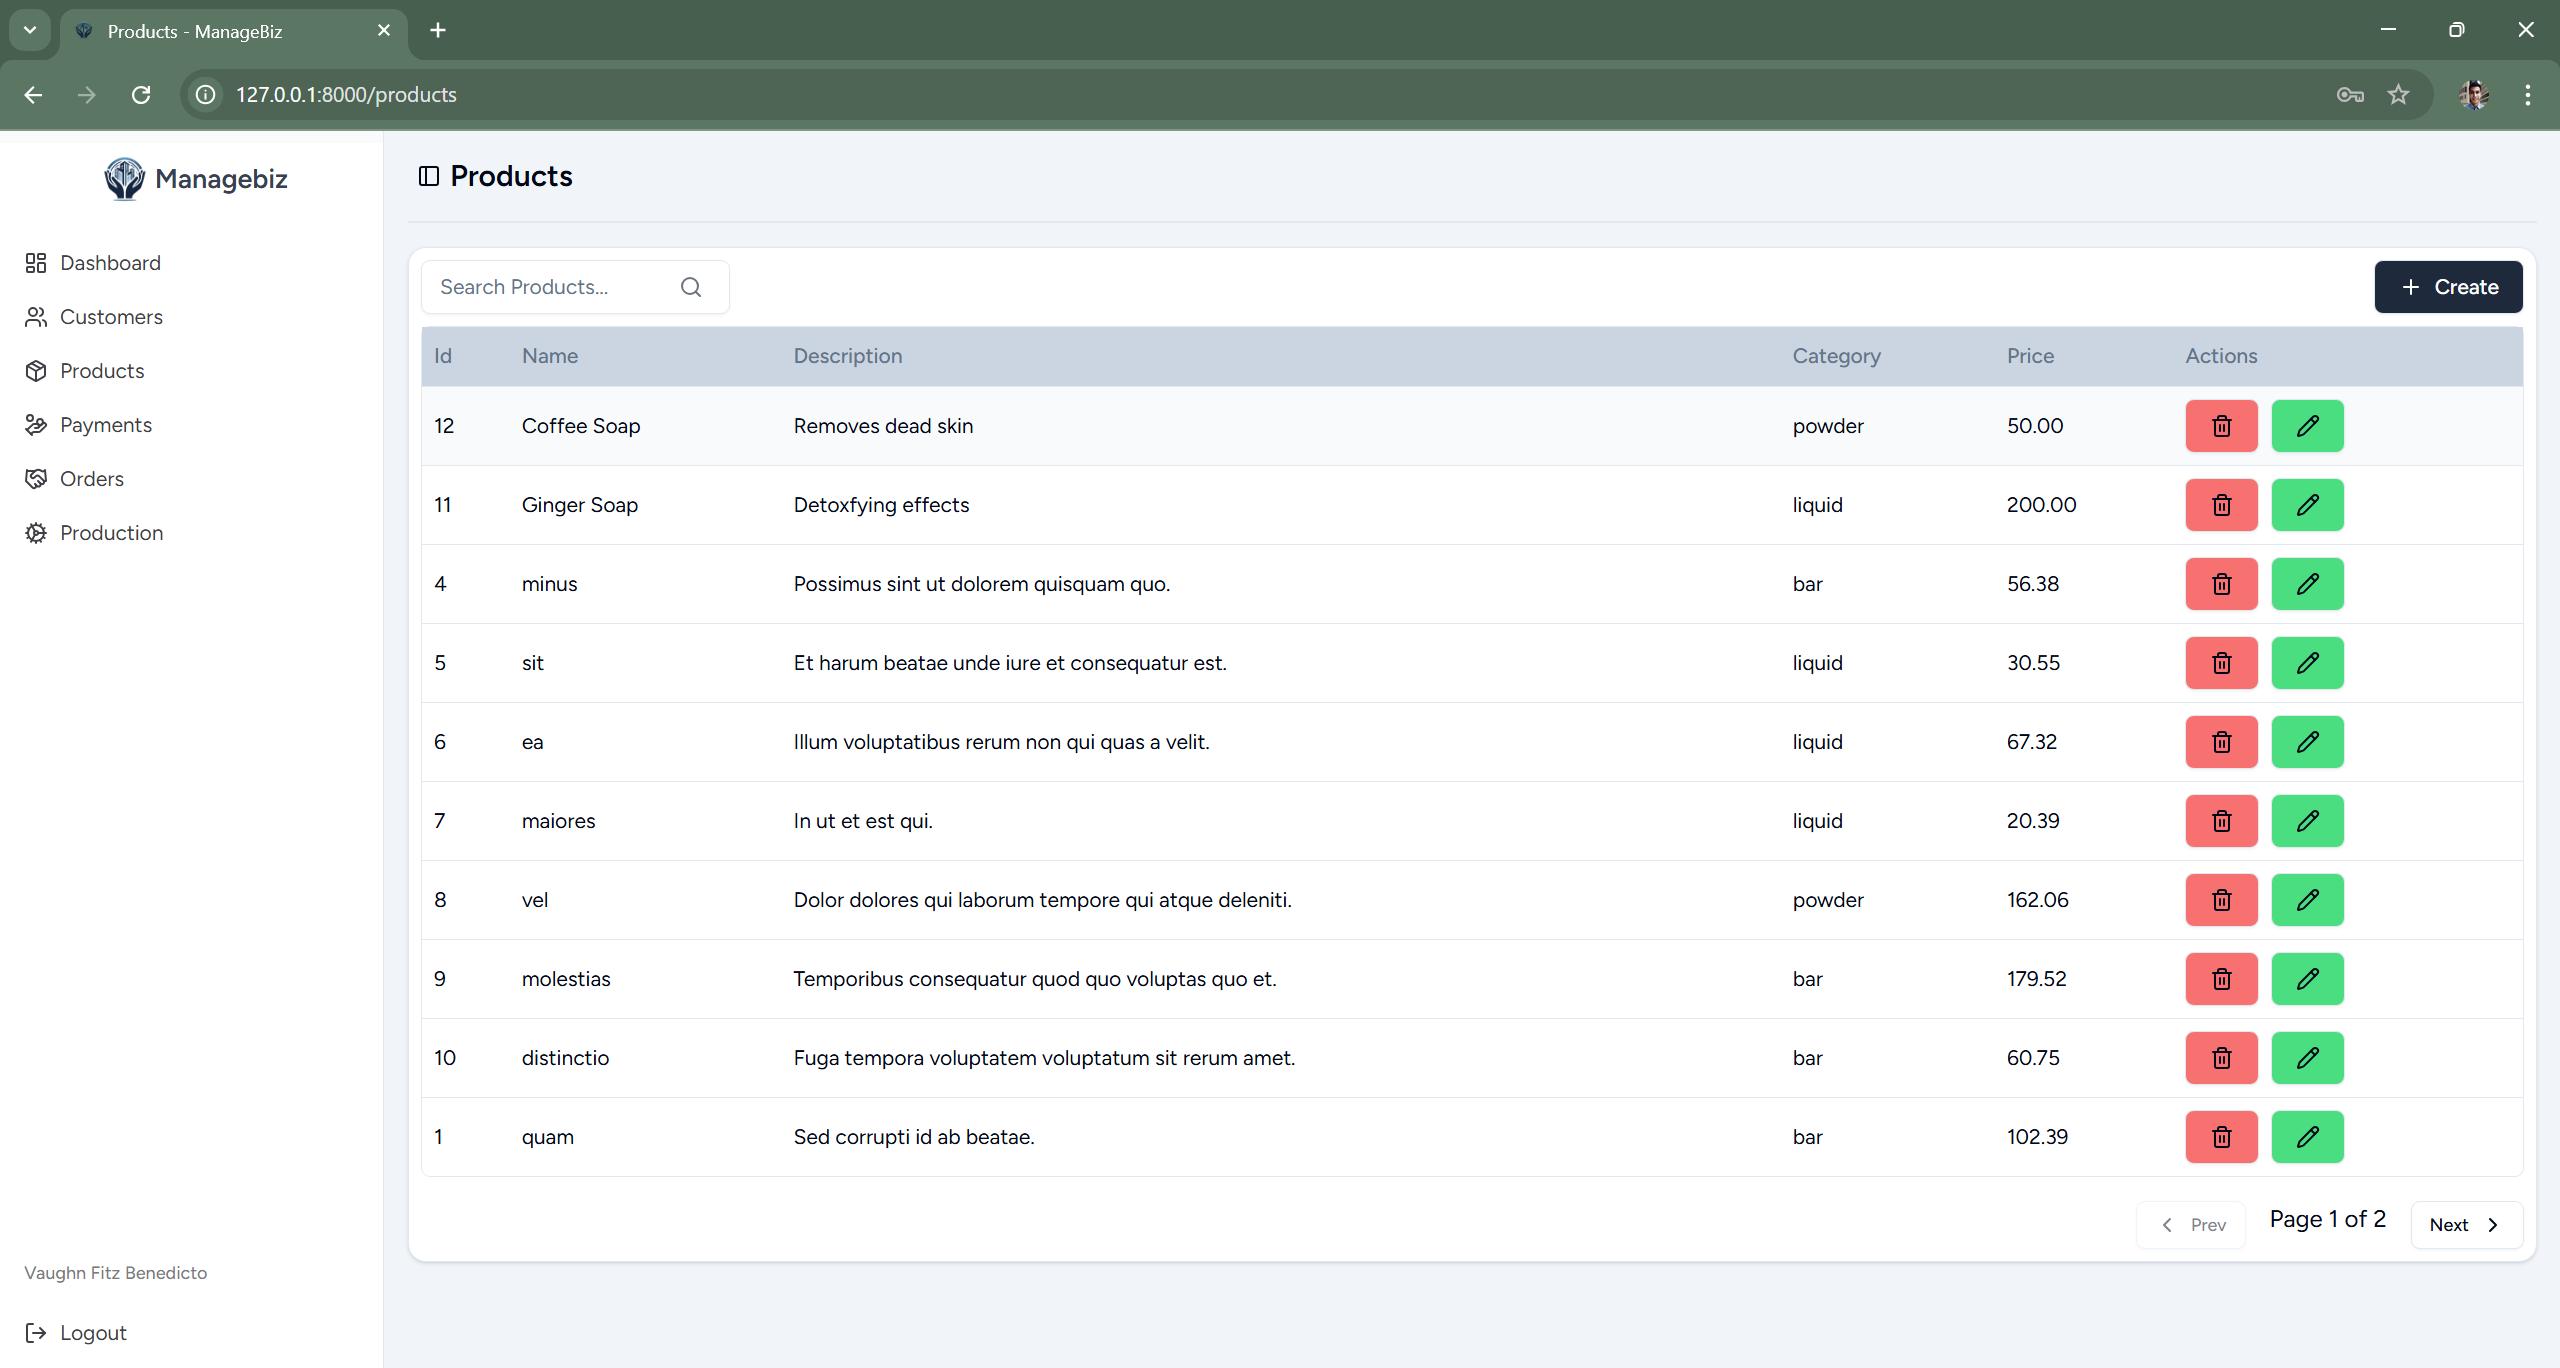 Products - ManageBiz
127.0.0.1:8000/products
Managebiz
Dashboard
Customers
Products
Payments
Orders
Production
Vaughn Fitz Benedicto
Logout
Products
Search Products...
Create
Id Name Description Category Price Actions
12 Coffee Soap Removes dead skin powder 50.00
11 Ginger Soap Detoxfying effects liquid 200.00
4 minus Possimus sint ut dolorem quisquam quo. bar 56.38
5 sit Et harum beatae unde iure et consequatur est. liquid 30.55
6 ea Illum voluptatibus rerum non qui quas a velit. liquid 67.32
7 maiores In ut et est qui. liquid 20.39
8 vel Dolor dolores qui laborum tempore qui atque deleniti. powder 162.06
9 molestias Temporibus consequatur quod quo voluptas quo et. bar 179.52
10 distinctio Fuga tempora voluptatem voluptatum sit rerum amet. bar 60.75
1 quam Sed corrupti id ab beatae. bar 102.39
Prev Page 1 of 2 Next